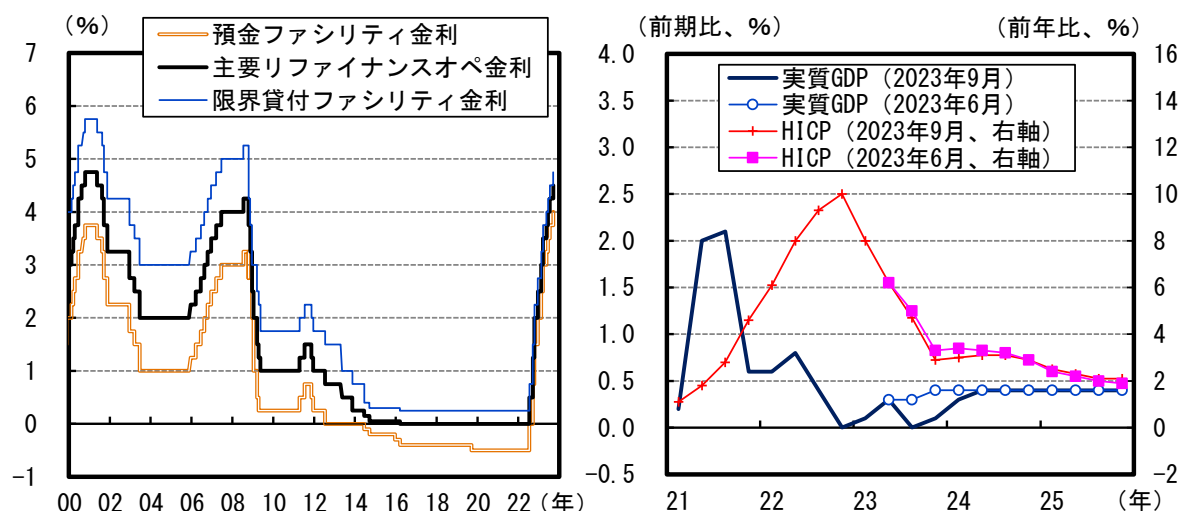 （%）
預金ファシリティ金利
主要リファイナンスオペ金利
限界貸付ファシリティ金利
7
6
5
4
3
2
1
0
-1
00 02 04 06 08 10 12 14 16 18 20 22 （年）
（前期比、%） （前年比、%）
実質GDP（2023年9月）
実質GDP（2023年6月）
HICP（2023年9月、右軸）
HICP（2023年6月、右軸）
4.0 16
3.5 14
3.0 12
2.5 10
2.0 8
1.5 6
1.0 4
0.5 2
0.0 0
-0.5 -2
21 22 23 24 25 （年）